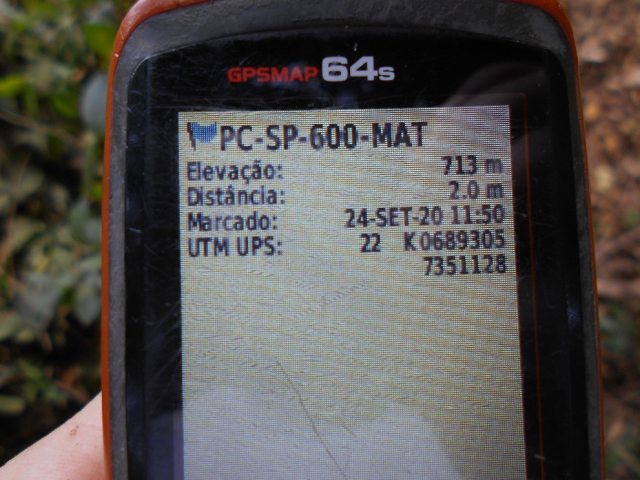 GPSMAP 64s
PC-SP-600-MAT
Elevação: 713 m
Distância: 2.0 m
Marcado: 24-SET-20 11:50
UTM UPS: 22 K0689305
7351128